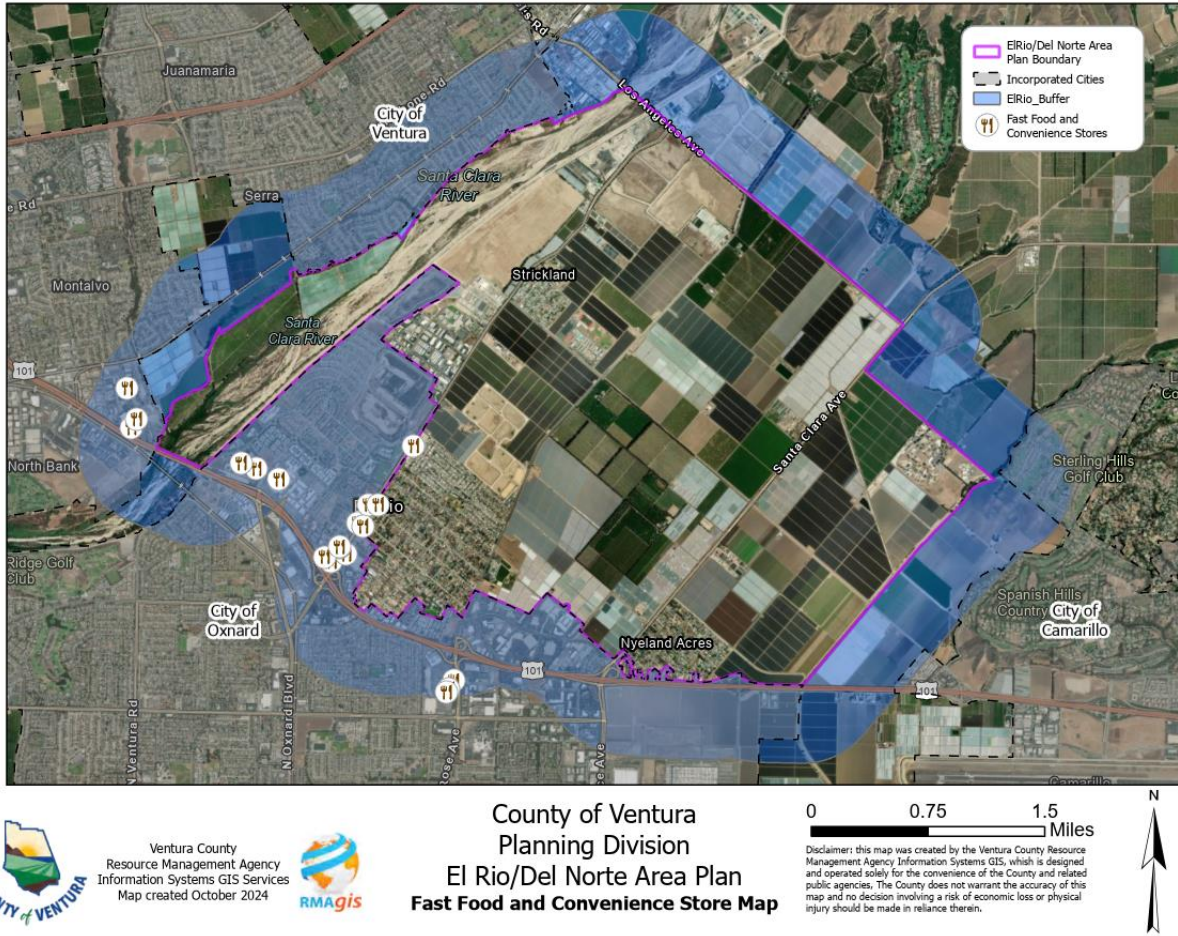 Juanamaria
City of
Ventura
Los Angeles Ave
ElRio/Del Norte Area
Plan Boundary
Incorporated Cities
ElRio_Buffer
Fast Food and
Convenience Stores
Santa Clara
River
Serra
e Rd
Montalvo
Strickland
Santa
Clara River
101
Santa Clara Ave
North Bank
Sterling Hills
Golf Club
Ridge Golf
Club
City of
Oxnard
Spanish Hills
Country
City of
Camarillo
Nyeland Acres
101
101
N Ventura Rd
N Oxnard Blvd
Rose Ave
ce Ave
Camarillo
COUNTY of VENTURA
Ventura County
Resource Management Agency
Information Systems GIS Services
Map created October 2024
RMAgis
County of Ventura
Planning Division
El Rio/Del Norte Area Plan
Fast Food and Convenience Store Map
0 0.75 1.5
Miles
Disclaimer: this map was created by the Ventura County Resource
Management Agency Information Systems GIS, which is designed
and operated solely for the convenience of the County and related
public agencies, The County does not warrant the accuracy of this
map and no decision involving a risk of economic loss or physical
injury should be made in reliance therein.
N